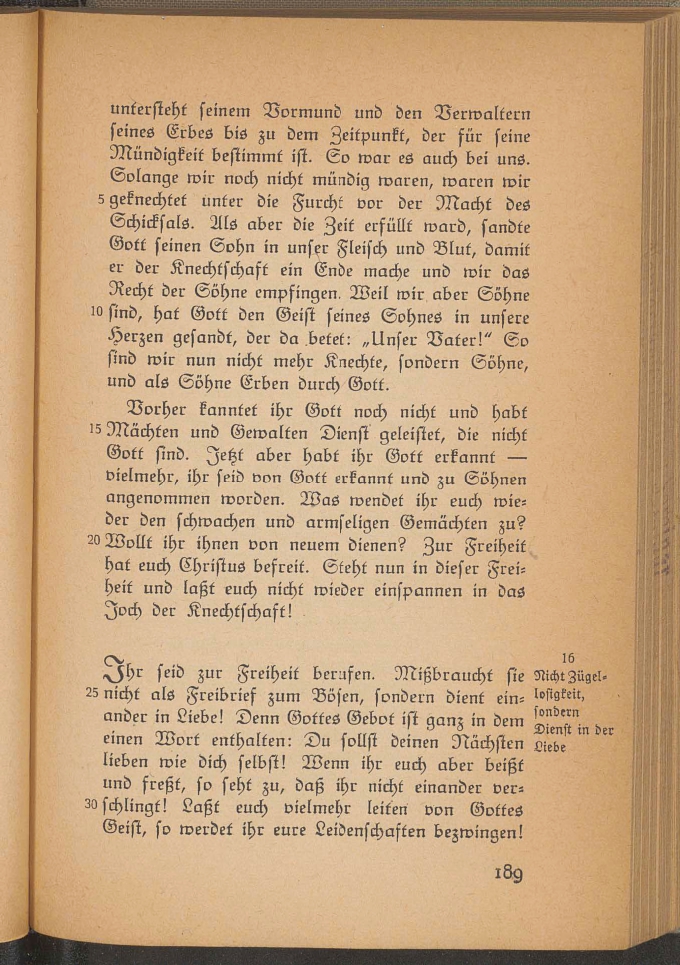 untersteht seinem Vormund und den Verwaltern
seines Erbes bis zu dem Zeitpunkt, der für seine
Mündigkeit bestimmt ist. So war es auch bei uns.
Solange wir noch nicht mündig waren, waren wir
5 geknechtet unter die Furcht vor der Macht des
Schicksals. Als aber die Zeit erfüllt ward, sandte
Gott seinen Sohn in unser Fleisch und Blut, damit
er der Knechtschaft ein Ende mache und wir das
Recht der Söhne empfingen. Weil wir aber Söhne
10 sind, hat Gott den Geist seines Sohnes in unsere
Herzen gesandt, der da betet: „Unser Vater!“ So
sind wir nun nicht mehr Knechte, sondern Söhne,
und als Söhne Erben durch Gott.
Vorher kanntet ihr Gott noch nicht und habt
15 Mächten und Gewalten Dienst geleistet, die nicht
Gott sind. Jetzt aber habt ihr Gott erkannt —
vielmehr, ihr seid von Gott erkannt und zu Söhnen
angenommen worden. Was wendet ihr euch wie-
der den schwachen und armseligen Gemächten zu?
20 Wollt ihr ihnen von neuem dienen? Zur Freiheit
hat euch Christus befreit. Steht nun in dieser Frei-
heit und laßt euch nicht wieder einspannen in das
Joch der Knechtschaft!
Ihr seid zur Freiheit berufen. Mißbraucht sie
25 nicht als Freibrief zum Bösen, sondern dient ein-
ander in Liebe! Denn Gottes Gebot ist ganz in dem
einen Wort enthalten: Du sollst deinen Nächsten
lieben wie dich selbst! Wenn ihr euch aber beißt
und freßt, so seht zu, daß ihr nicht einander ver-
30 schlingt! Laßt euch vielmehr leiten von Gottes
Geist, so werdet ihr eure Leidenschaften bezwingen!
16
Nicht Zügel-
losigkeit,
sondern
Dienst in der
Liebe
189